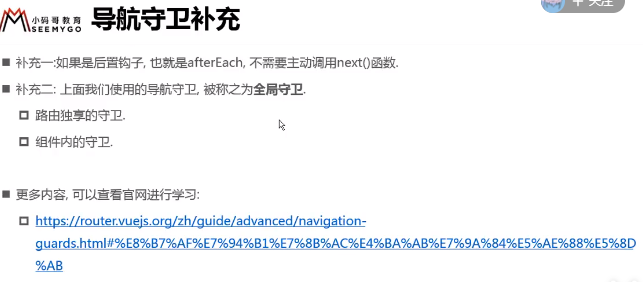 小码哥教育
SEEMYGO
导航守卫补充
关注
补充一:如果是后置钩子, 也就是afterEach, 不需要主动调用next()函数.
补充二: 上面我们使用的导航守卫, 被称之为全局守卫.
路由独享的守卫.
组件内的守卫.
更多内容, 可以查看官网进行学习:
https://router.vuejs.org/zh/guide/advanced/navigation-
guards.html#%E8%B7%AF%E7%94%B1%E7%8B%AC%E4%BA%AB%E7%9A%84%E5%AE%88%E5%8D
%AB